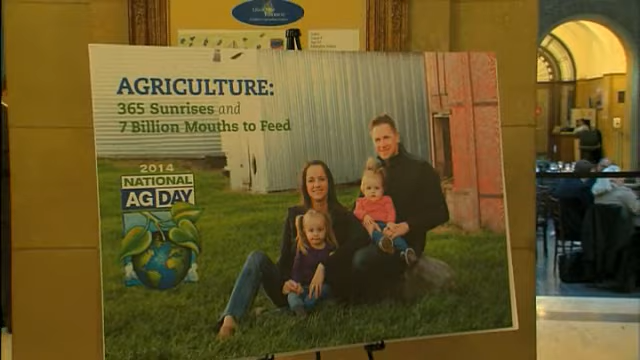 AGRICULTURE:
365 Sunrises and
7 Billion Mouths to Feed
2014
NATIONAL
AG DAY